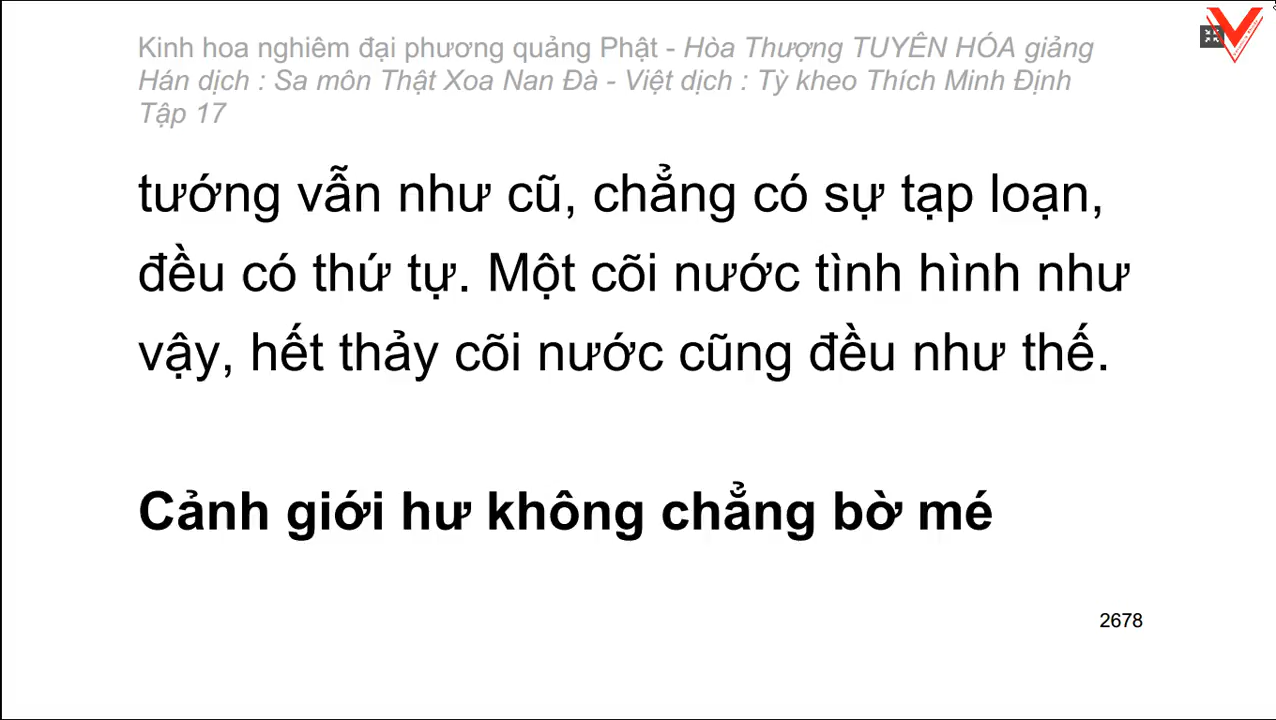 Kinh hoa nghiêm đại phương quảng Phật - Hòa Thượng TUYÊN HÓA giảng
Hán dịch : Sa môn Thật Xoa Nan Đà - Việt dịch : Tỳ kheo Thích Minh Định
Tập 17
tướng vẫn như cũ, chẳng có sự tạp loạn,
đều có thứ tự. Một cõi nước tình hình như
vậy, hết thảy cõi nước cũng đều như thế.
Cảnh giới hư không chẳng bờ mé
2678